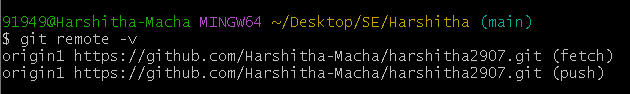 91949@Harshitha-Macha MINGW64 ~/Desktop/SE/Harshitha (main)
$ git remote -v
origin1 https://github.com/Harshitha-Macha/harshitha2907.git (fetch)
origin1 https://github.com/Harshitha-Macha/harshitha2907.git (push)